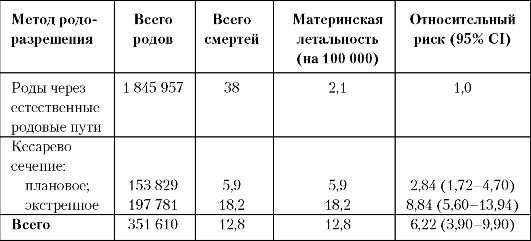 Метод родо- Всего Всего Материнская Относительный
разрешения родов смертей летальность риск (95% CI)
(на 100 000)
Роды через 1 845 957 38 2,1 1,0
естественные
родовые пути
Кесарево
сечение:
плановое; 153 829 5,9 5,9 2,84 (1,72–4,70)
экстренное 197 781 18,2 18,2 8,84 (5,60–13,94)
Всего 351 610 12,8 12,8 6,22 (3,90–9,90)